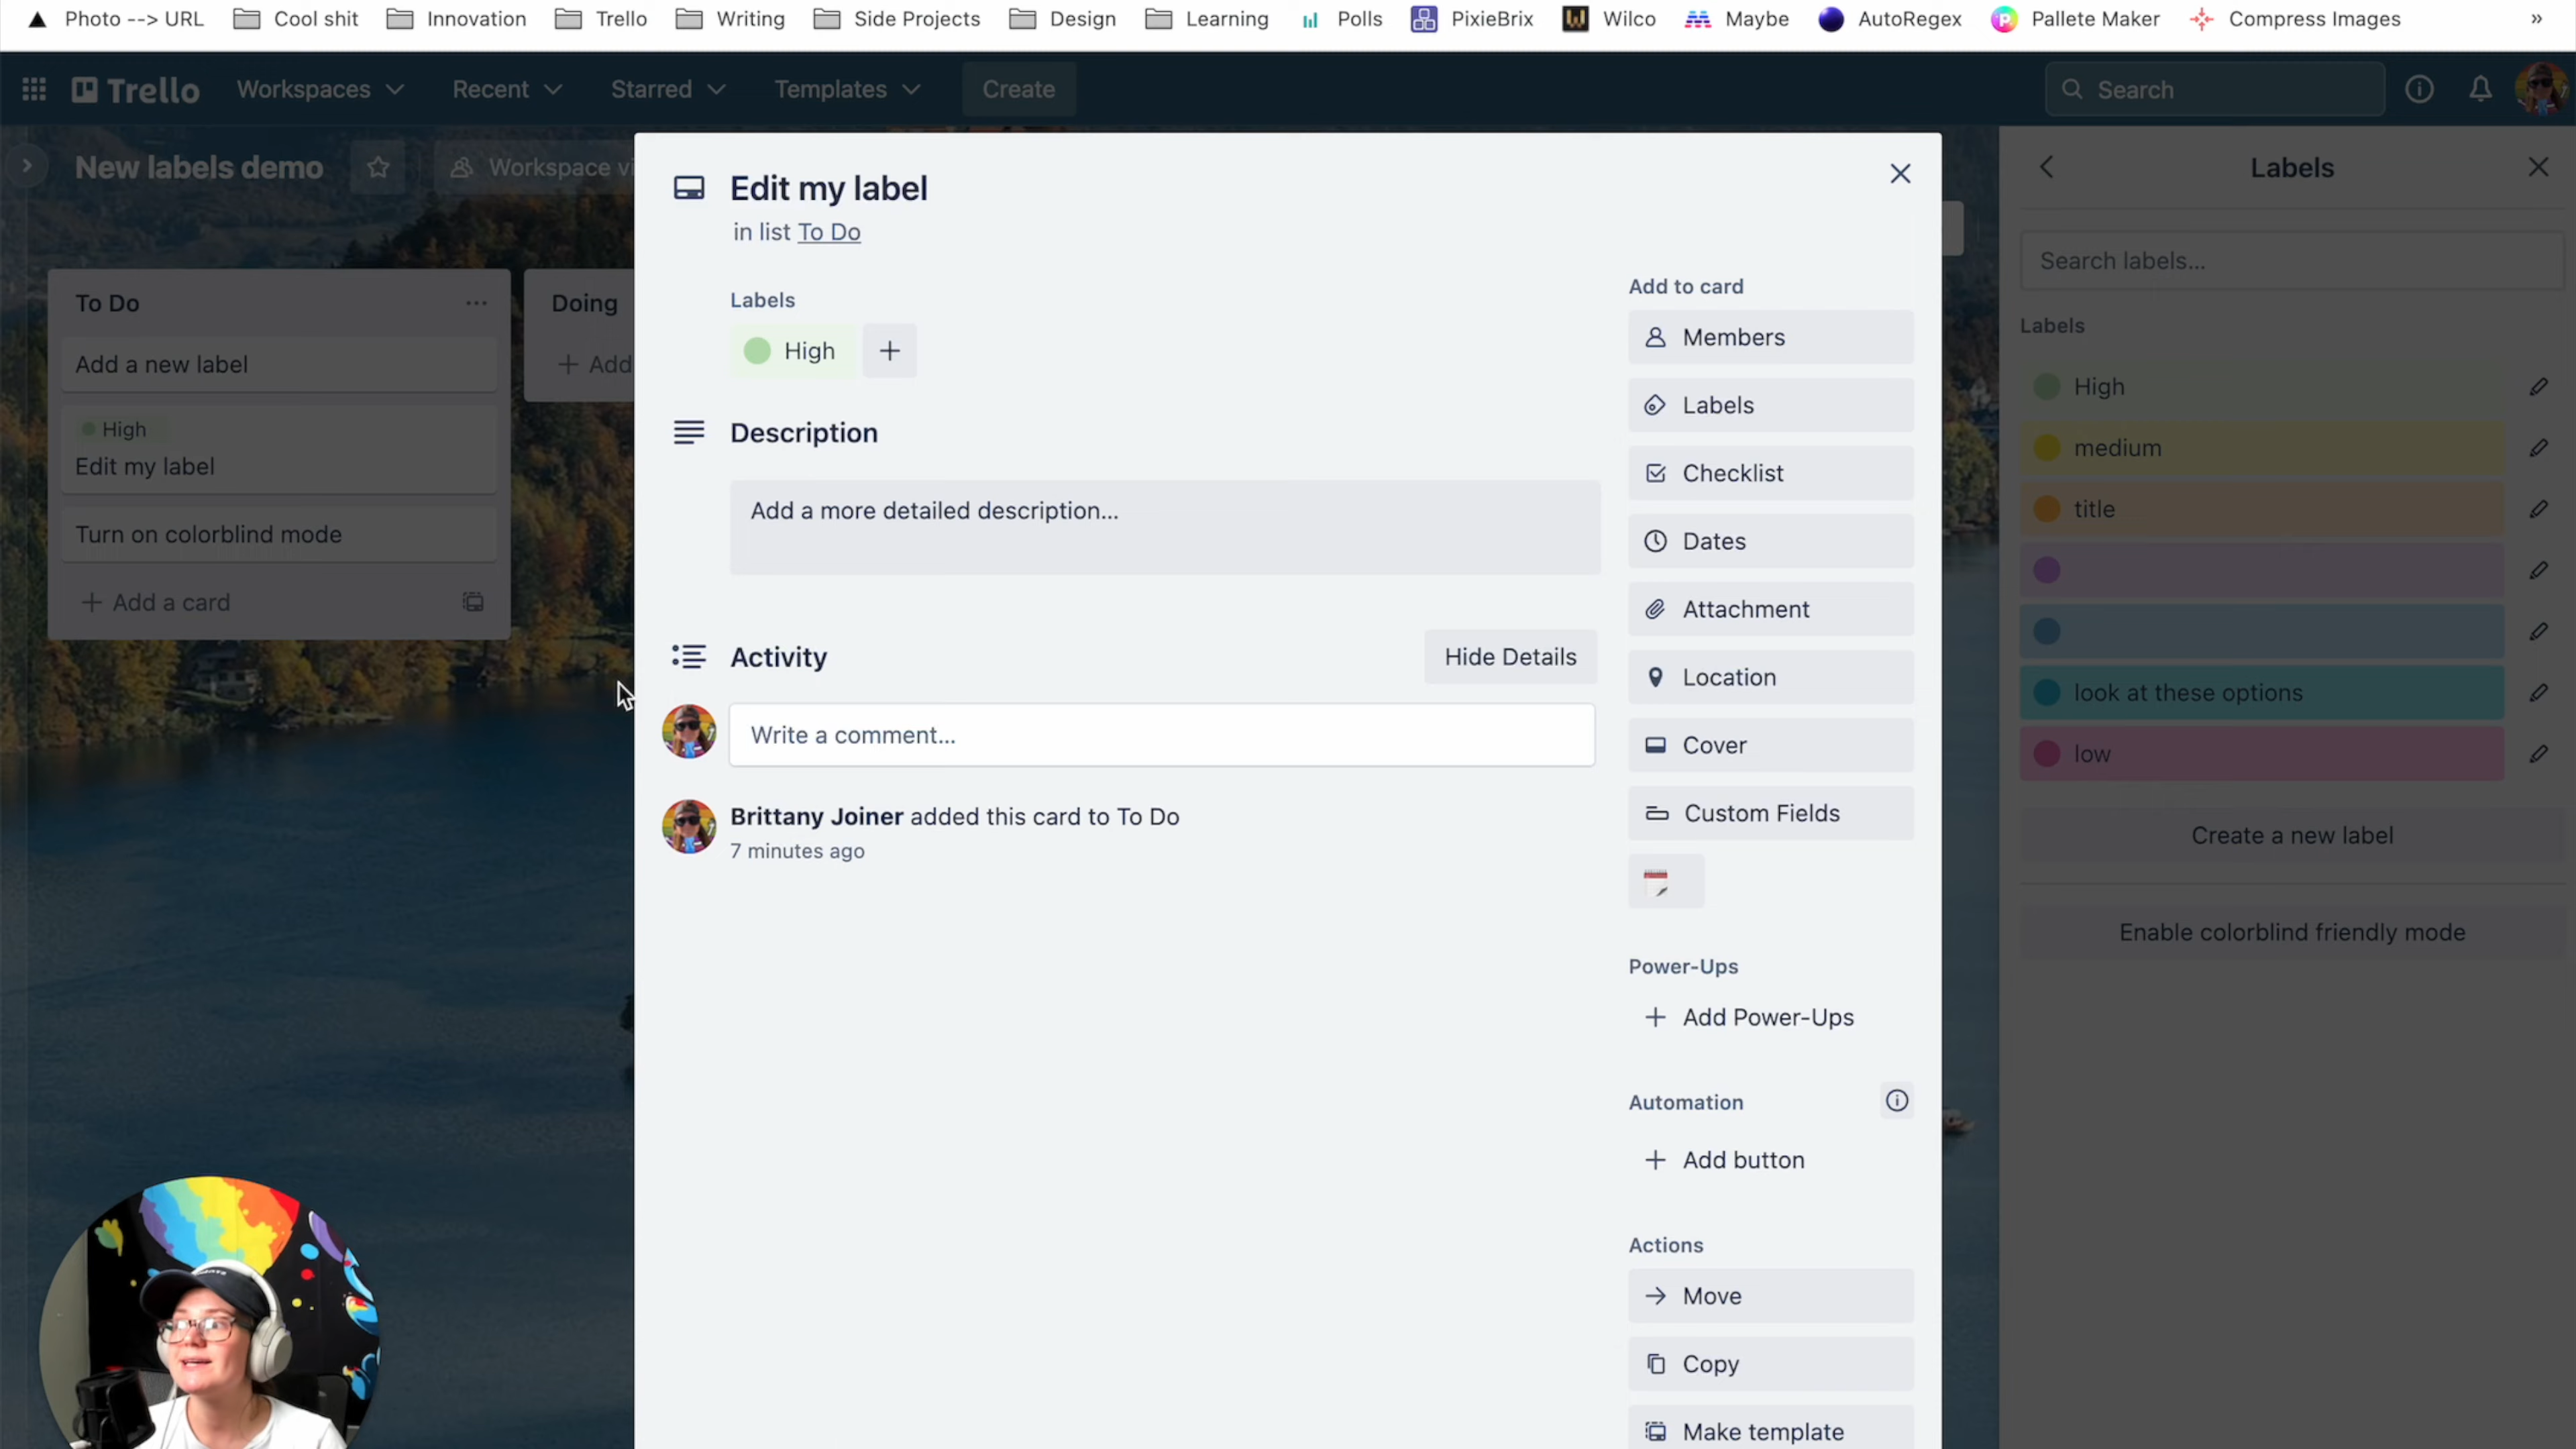 Photo --> URL Cool shit Innovation Trello Writing Side Projects Design Learning Polls PixieBrix Wilco Maybe AutoRegex Pallete Maker Compress Images »
Trello Workspaces Recent Starred Templates Create Search
New labels demo Workspace vi
To Do
Add a new label
High
Edit my label
Turn on colorblind mode
+ Add a card
Doing
+ Add
Edit my label
in list To Do
Labels
High +
Description
Add a more detailed description...
Activity Hide Details
Write a comment...
Brittany Joiner added this card to To Do
7 minutes ago
Add to card
Members
Labels
Checklist
Dates
Attachment
Location
Cover
Custom Fields
Power-Ups
+ Add Power-Ups
Automation
+ Add button
Actions
Move
Copy
Make template
Labels
Search labels...
Labels
High
medium
title
look at these options
low
Create a new label
Enable colorblind friendly mode